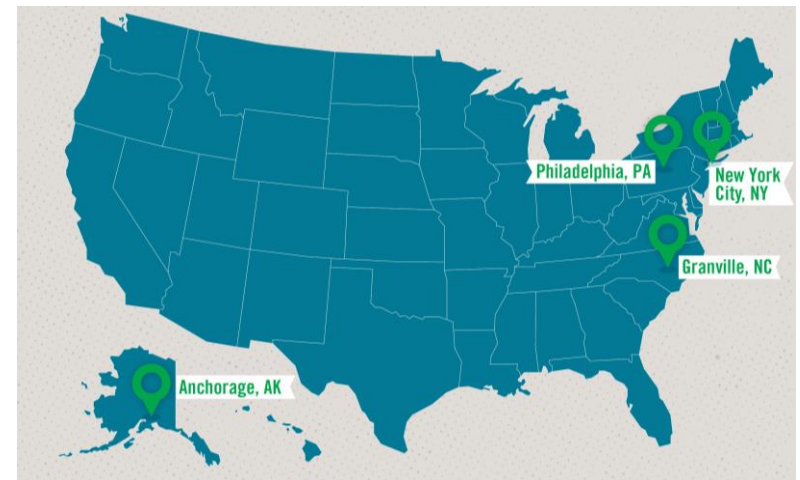 Philadelphia, PA
New York
City, NY
Granville, NC
Anchorage, AK